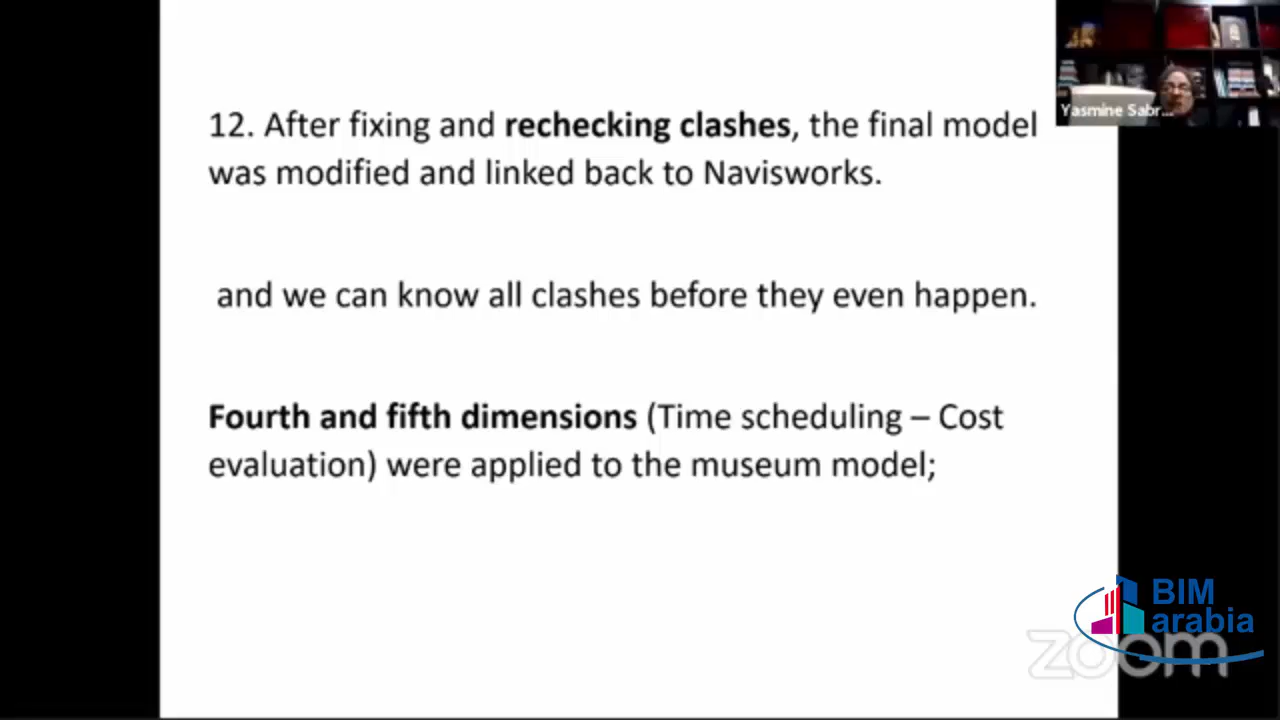 12. After fixing and rechecking clashes, the final model
was modified and linked back to Navisworks.
and we can know all clashes before they even happen.
Fourth and fifth dimensions (Time scheduling – Cost
evaluation) were applied to the museum model;
Yasmine Sabr...
BIM
arabia
zoom